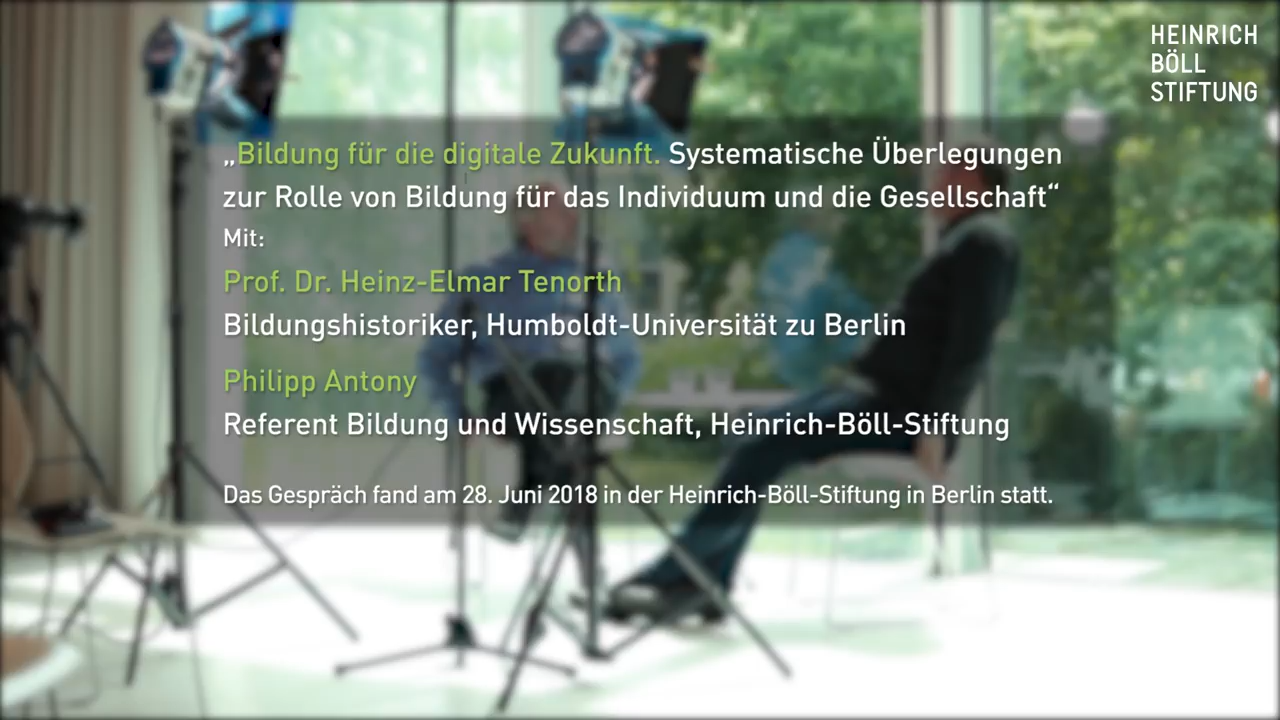 HEINRICH
BÖLL
STIFTUNG
„Bildung für die digitale Zukunft. Systematische Überlegungen
zur Rolle von Bildung für das Individuum und die Gesellschaft“
Mit:
Prof. Dr. Heinz-Elmar Tenorth
Bildungshistoriker, Humboldt-Universität zu Berlin
Philipp Antony
Referent Bildung und Wissenschaft, Heinrich-Böll-Stiftung
Das Gespräch fand am 28. Juni 2018 in der Heinrich-Böll-Stiftung in Berlin statt.